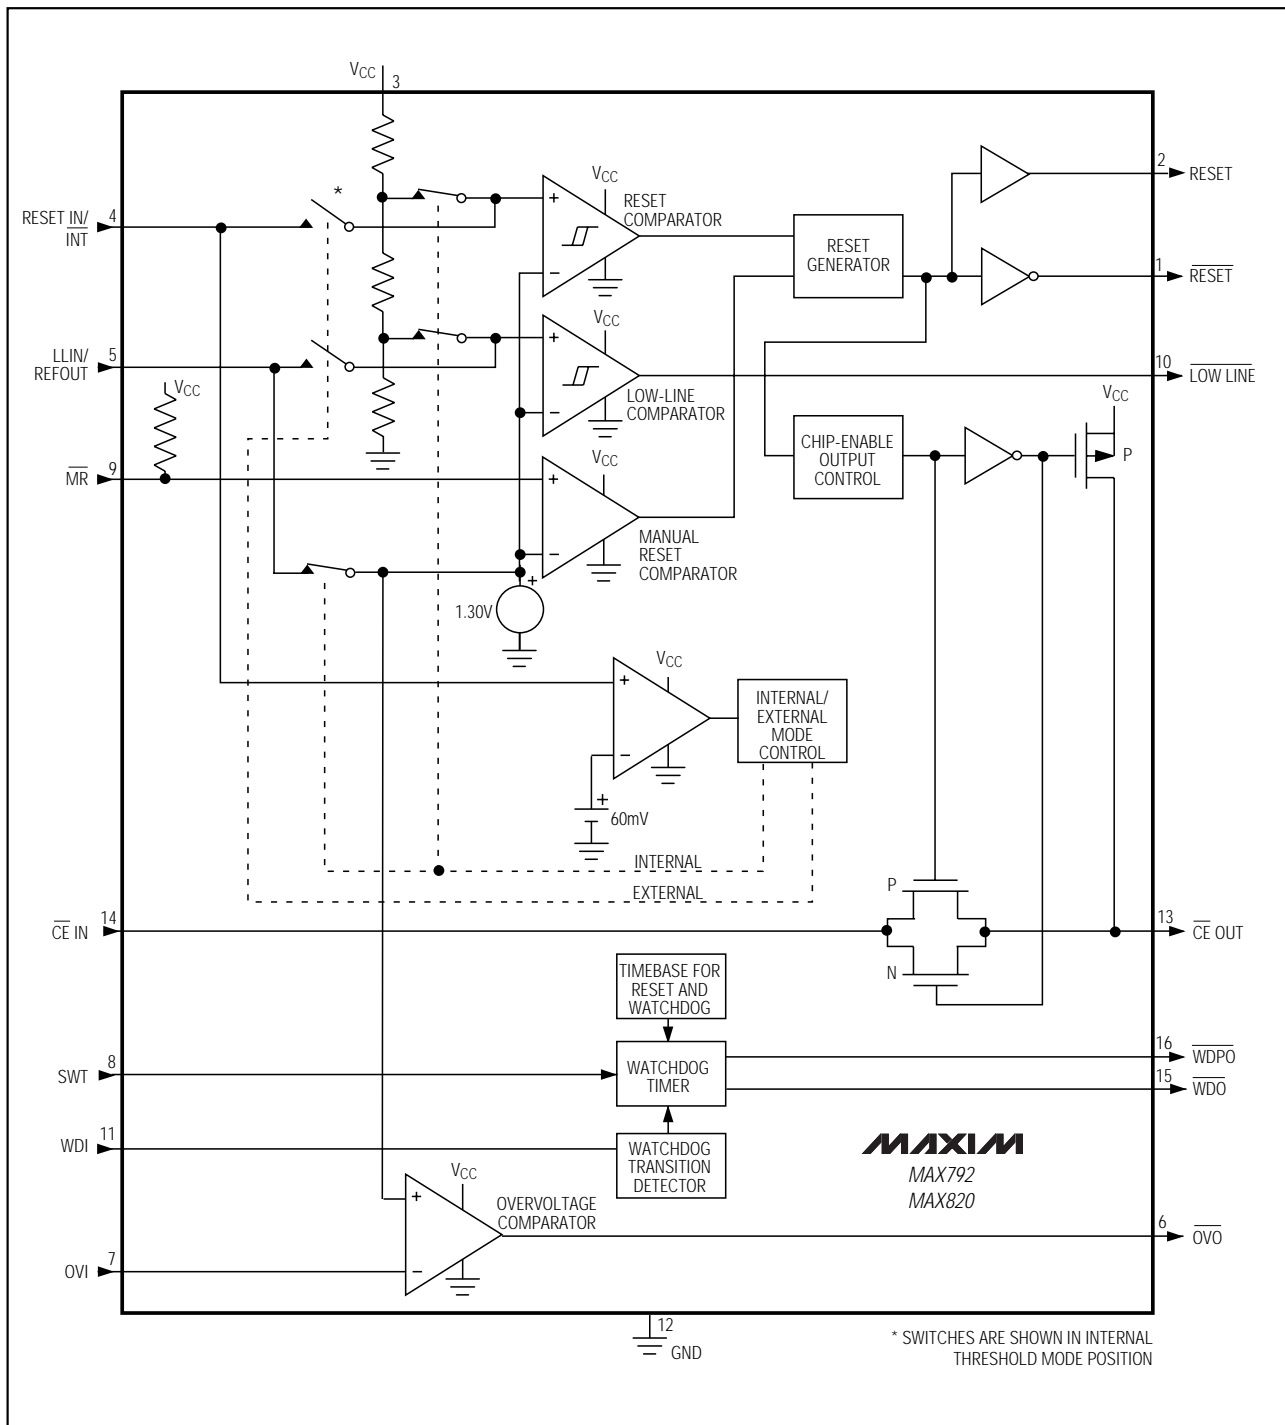 VCC
3
*
RESET IN/
INT
4
VCC
RESET
COMPARATOR
+
−
RESET
GENERATOR
2
RESET
1
RESET
LLIN/
REFOUT
5
VCC
+
−
LOW-LINE
COMPARATOR
10
LOW LINE
VCC
MR
9
VCC
+
−
MANUAL
RESET
COMPARATOR
CHIP-ENABLE
OUTPUT
CONTROL
VCC
P
1.30V
+
VCC
+
−
INTERNAL/
EXTERNAL
MODE
CONTROL
+
60mV
INTERNAL
EXTERNAL
CE IN
14
P
N
13
CE OUT
TIMEBASE FOR
RESET AND
WATCHDOG
SWT
8
WATCHDOG
TIMER
16
WDPO
15
WDO
WDI
11
WATCHDOG
TRANSITION
DETECTOR
MAXIM
MAX792
MAX820
VCC
+
−
OVERVOLTAGE
COMPARATOR
6
OVO
OVI
7
12
GND
* SWITCHES ARE SHOWN IN INTERNAL
THRESHOLD MODE POSITION